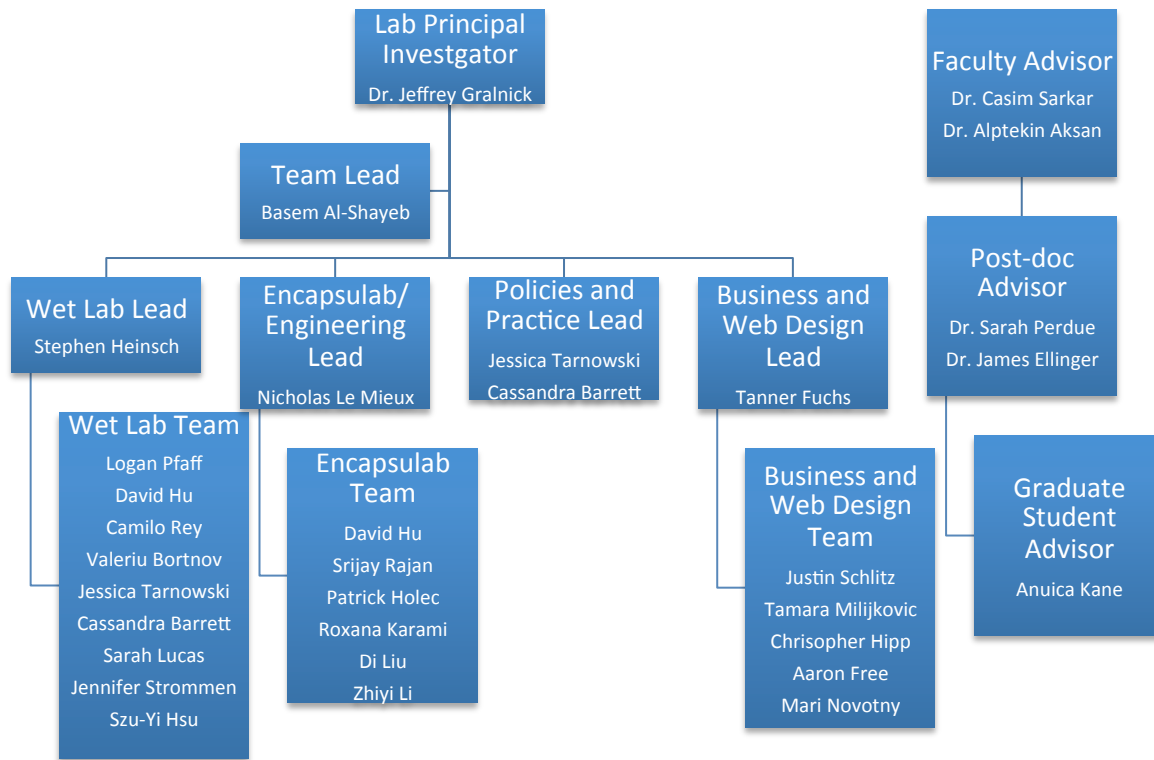 Lab Principal
Investgator
Dr. Jeffrey Gralnick
Faculty Advisor
Dr. Casim Sarkar
Dr. Alptekin Aksan
Team Lead
Basem Al-Shayeb
Post-doc
Advisor
Dr. Sarah Perdue
Dr. James Ellinger
Wet Lab Lead
Stephen Heinsch
Encapsulab/
Engineering
Lead
Nicholas Le Mieux
Policies and
Practice Lead
Jessica Tarnowski
Cassandra Barrett
Business and
Web Design
Lead
Tanner Fuchs
Wet Lab Team
Logan Pfaff
David Hu
Camilo Rey
Valeriu Bortnov
Jessica Tarnowski
Cassandra Barrett
Sarah Lucas
Jennifer Strommen
Szu-Yi Hsu
Encapsulab
Team
David Hu
Srijay Rajan
Patrick Holec
Roxana Karami
Di Liu
Zhiyi Li
Business and
Web Design
Team
Justin Schlitz
Tamara Milijkovic
Chrisopher Hipp
Aaron Free
Mari Novotny
Graduate
Student
Advisor
Anuica Kane